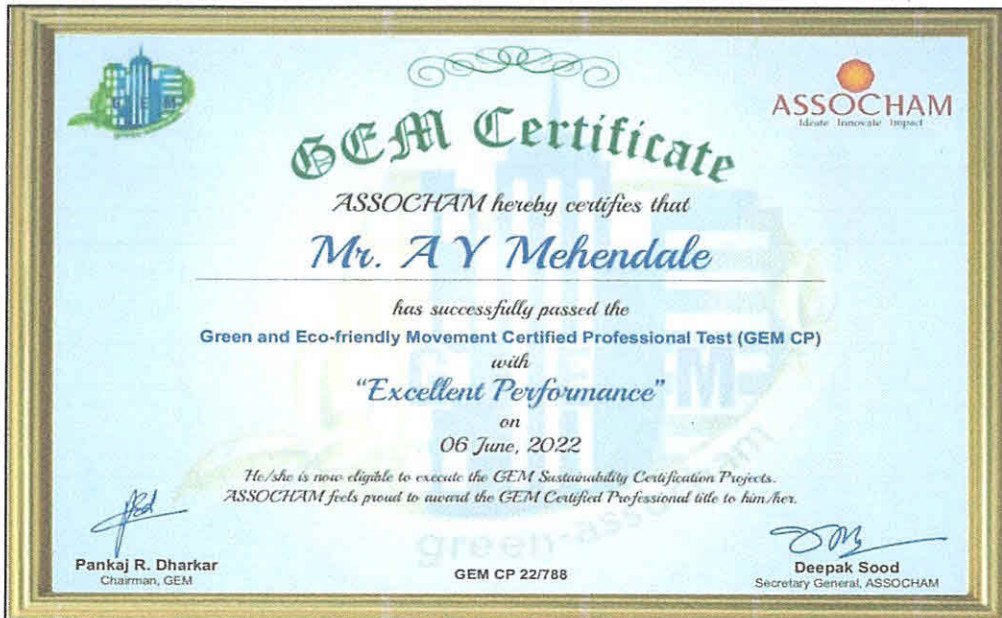 GEM
ASSOCHAM
Ideate Innovate Impact
GEM Certificate
ASSOCHAM hereby certifies that
Mr. A Y Mehendale
has successfully passed the
Green and Eco-friendly Movement Certified Professional Test (GEM CP)
with
"Excellent Performance"
on
06 June, 2022
He/she is now eligible to execute the GEM Sustainability Certification Projects.
ASSOCHAM feels proud to award the GEM Certified Professional title to him/her.
Pankaj R. Dharkar
Chairman, GEM
GEM CP 22/788
Deepak Sood
Secretary General, ASSOCHAM